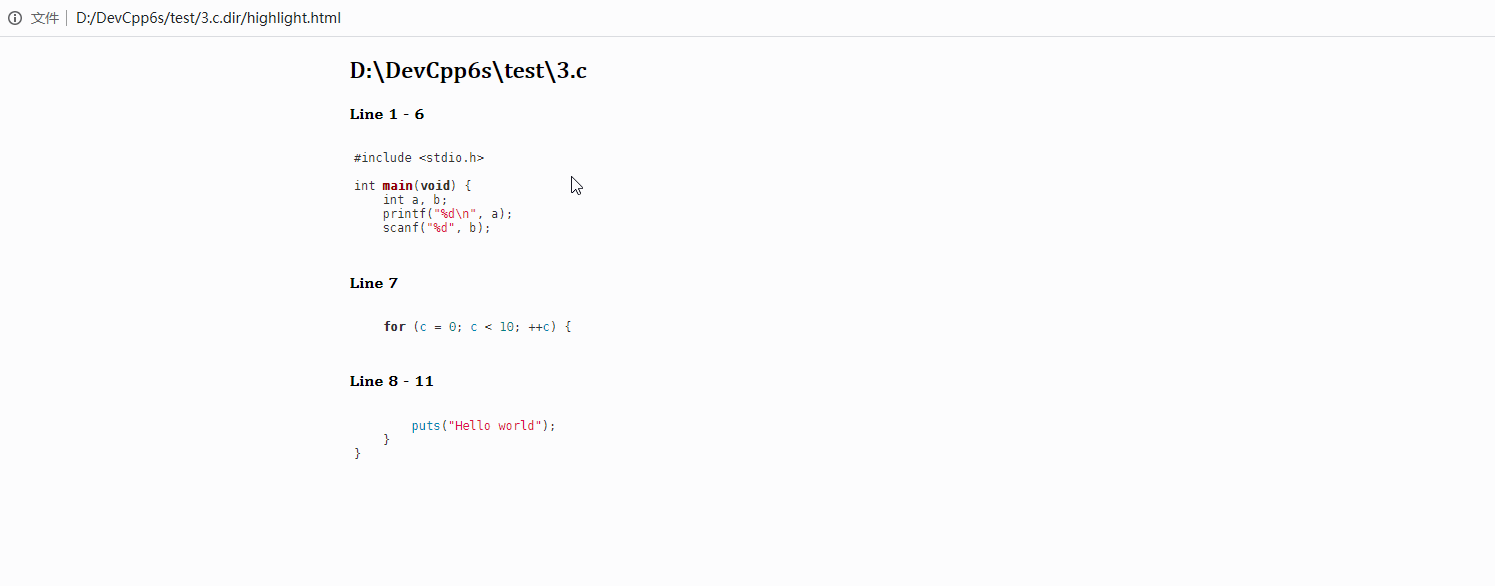 文件 D:/DevCpp6s/test/3.c.dir/highlight.html
D:\DevCpp6s\test\3.c
Line 1 - 6
#include <stdio.h>
int main(void) {
    int a, b;
    printf("%d\n", a);
    scanf("%d", b);
Line 7
    for (c = 0; c < 10; ++c) {
Line 8 - 11
        puts("Hello world");
    }
}